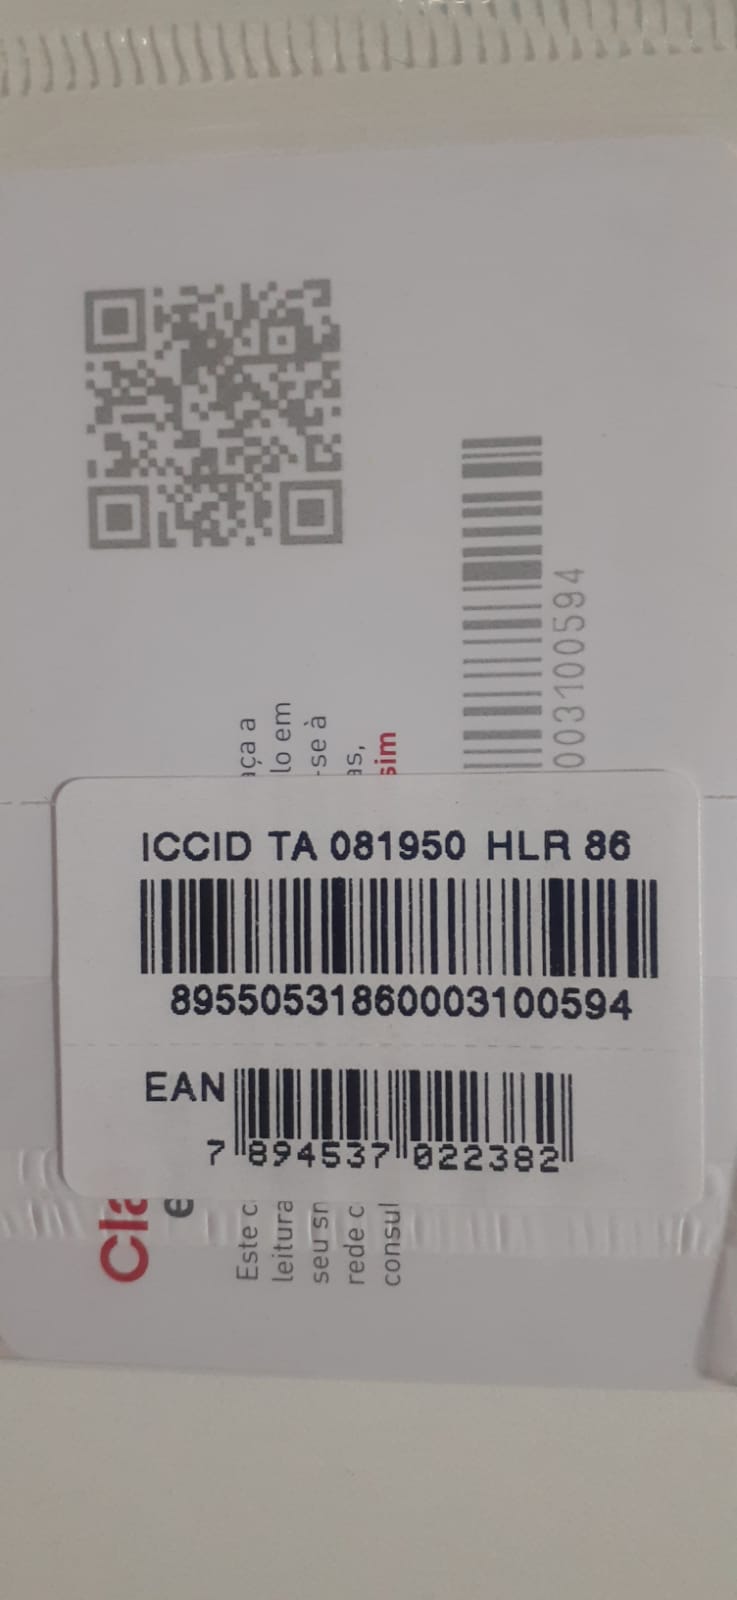 ICCID TA 081950 HLR 86
89550531860003100594
EAN
7 894537 022382
003100594
ça a
lo em
-se à
as,
sim
Cla
e
Este c
leitura
seu sn
rede c
consul